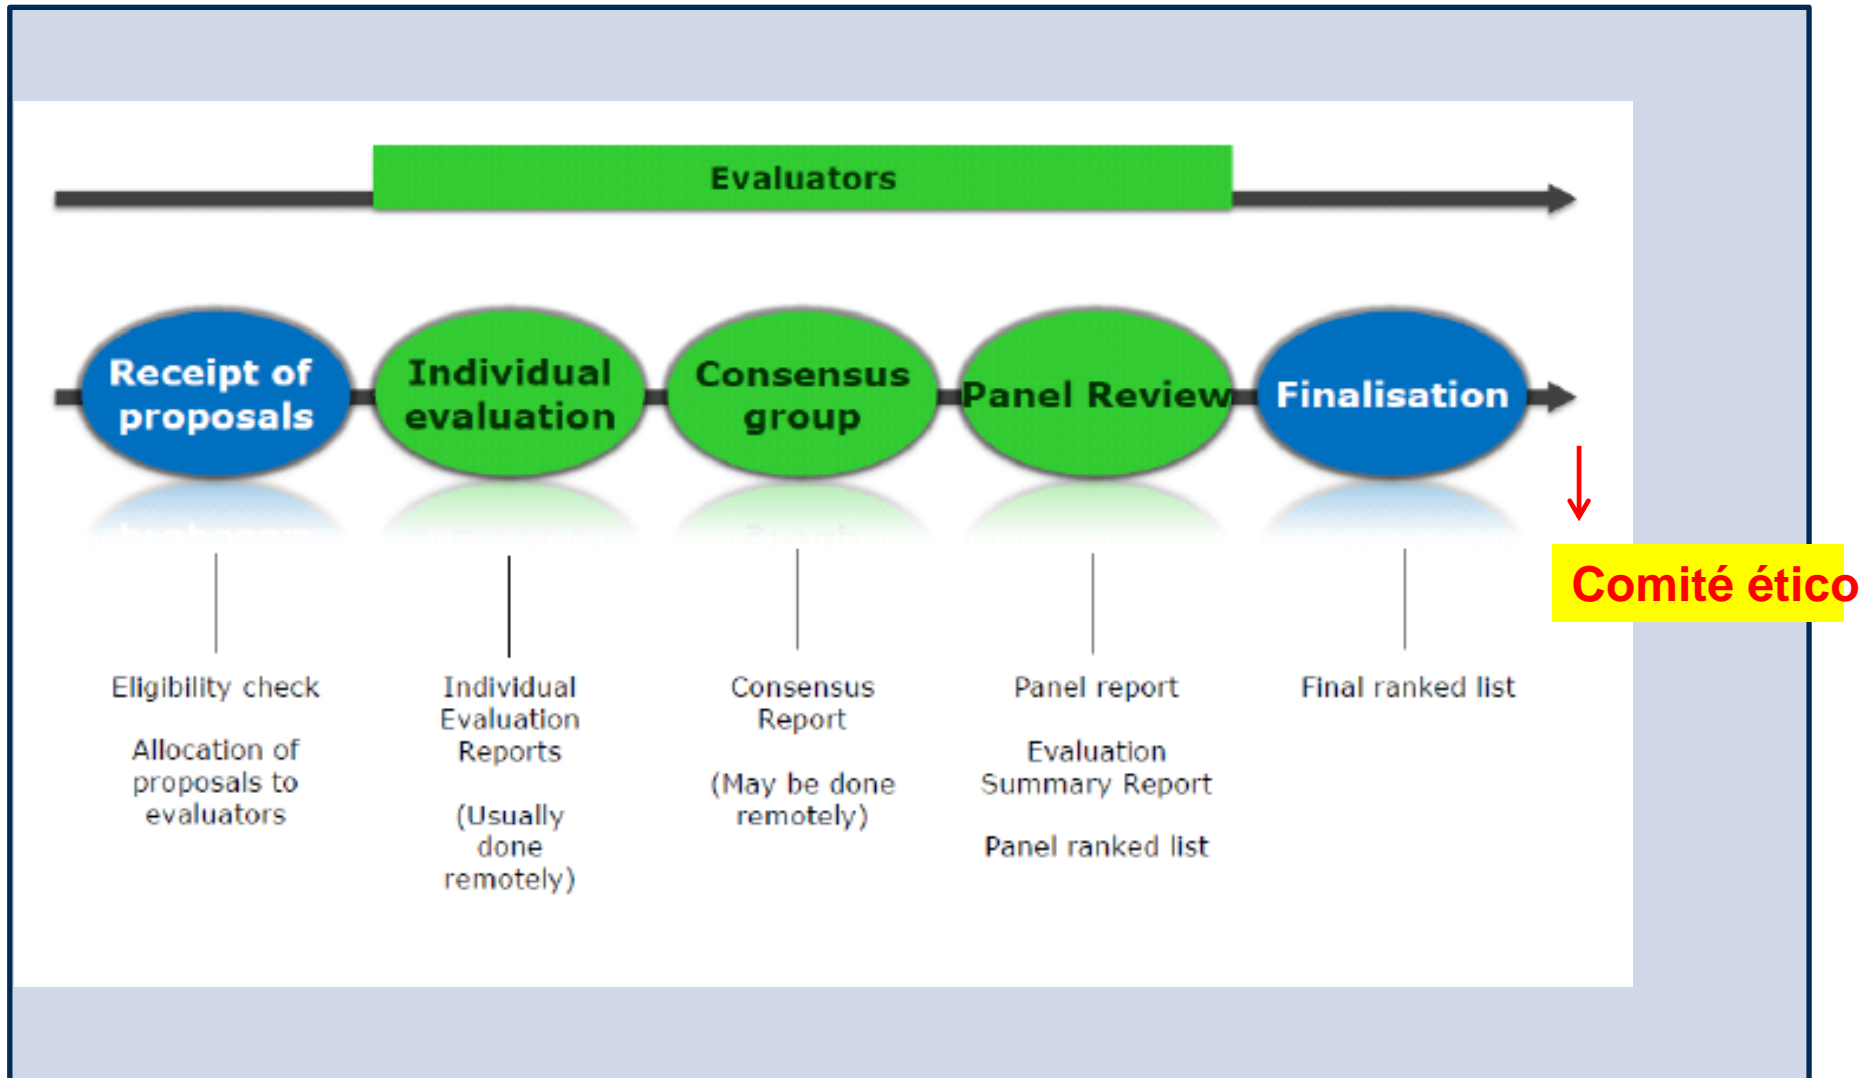 Evaluators
Receipt of
proposals
Individual
evaluation
Consensus
group
Panel Review
Finalisation
Comité ético
Eligibility check
Allocation of
proposals to
evaluators
Individual
Evaluation
Reports
(Usually
done
remotely)
Consensus
Report
(May be done
remotely)
Panel report
Evaluation
Summary Report
Panel ranked list
Final ranked list